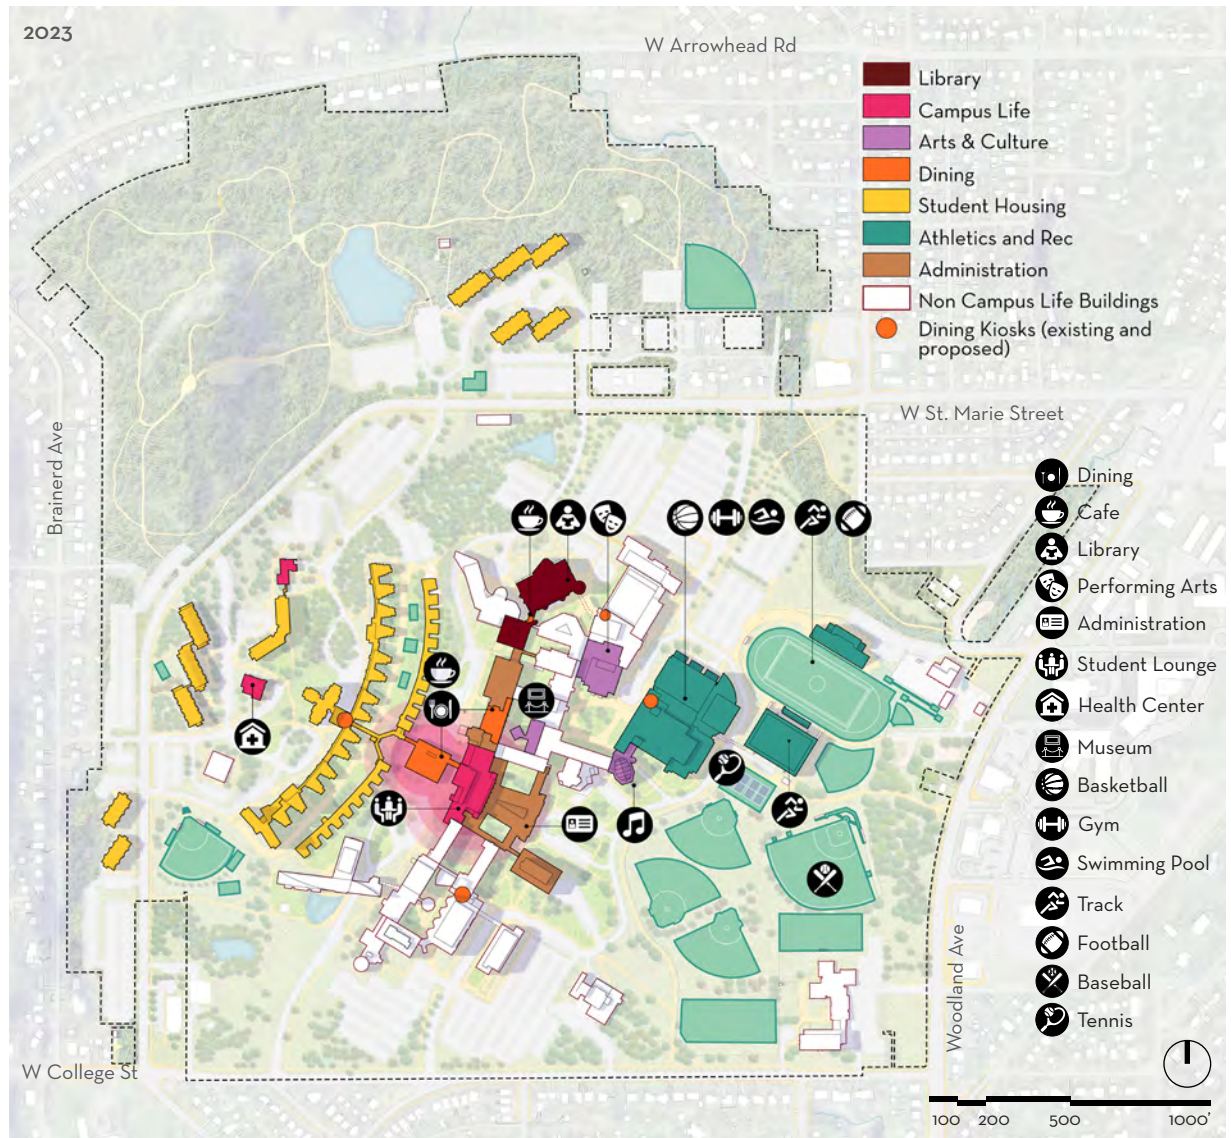 2023
W Arrowhead Rd
Library
Campus Life
Arts & Culture
Dining
Student Housing
Athletics and Rec
Administration
Non Campus Life Buildings
Dining Kiosks (existing and
proposed)
W St. Marie Street
Brainerd Ave
Dining
Cafe
Library
Performing Arts
Administration
Student Lounge
Health Center
Museum
Basketball
Gym
Swimming Pool
Track
Football
Baseball
Tennis
Woodland Ave
W College St
100 200 500 1000'